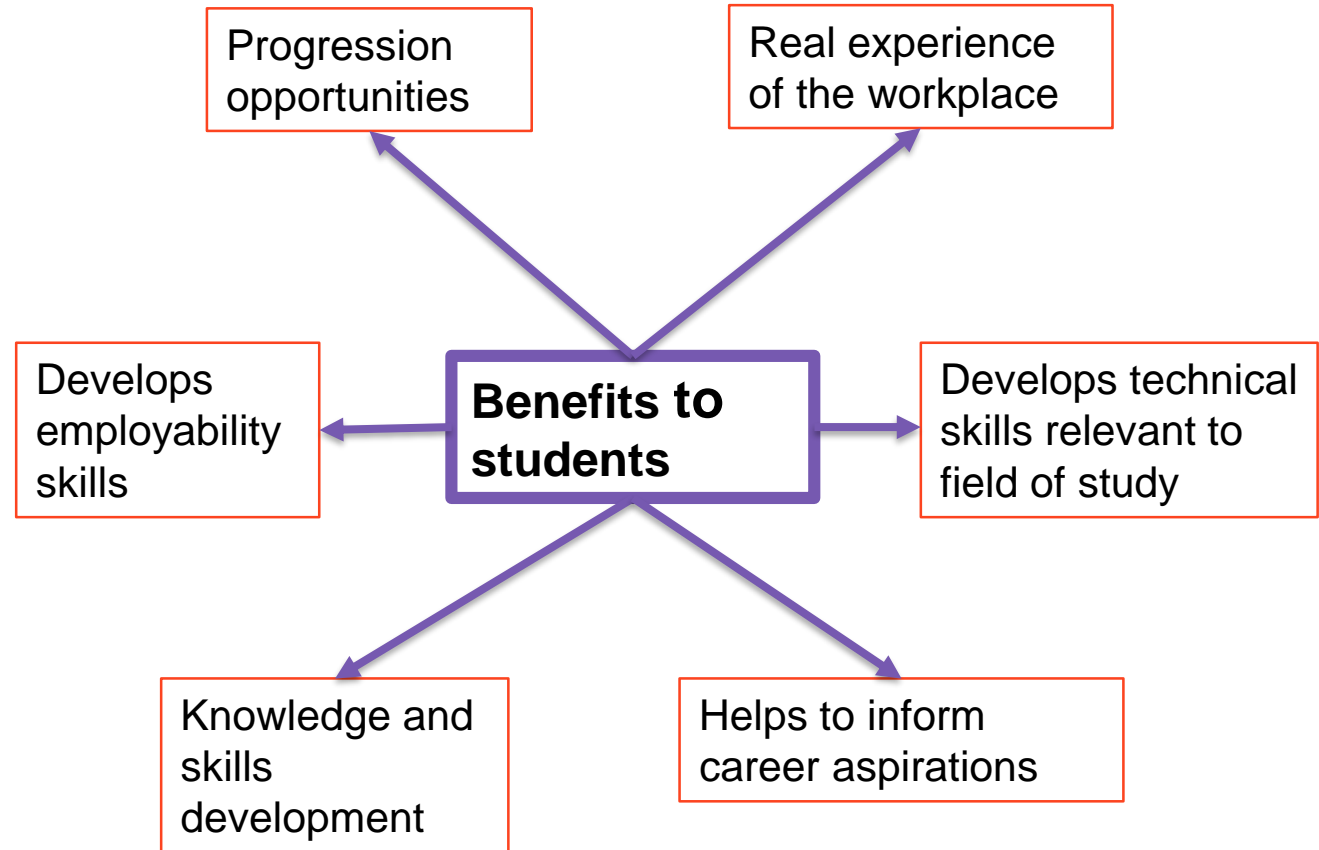 Progression
opportunities
Real experience
of the workplace
Develops
employability
skills
Benefits to
students
Develops technical
skills relevant to
field of study
Knowledge and
skills
development
Helps to inform
career aspirations